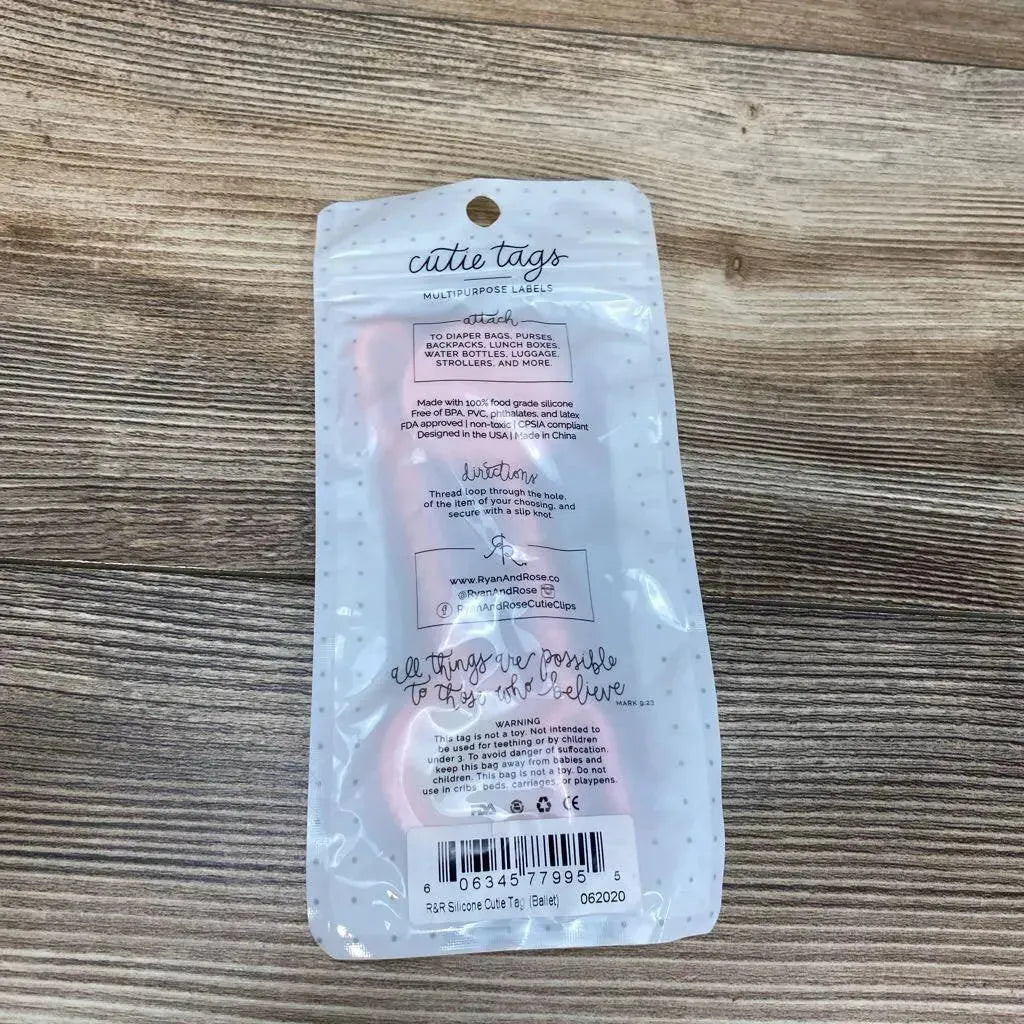 cutie tags
MULTIPURPOSE LABELS
attach
TO DIAPER BAGS, PURSES,
BACKPACKS, LUNCH BOXES,
WATER BOTTLES, LUGGAGE,
STROLLERS, AND MORE.
Made with 100% food grade silicone
Free of BPA, PVC, phthalates, and latex
FDA approved | non-toxic | CPSIA compliant
Designed in the USA | Made in China
directions
Thread loop through the hole,
of the item of your choosing, and
secure with a slip knot.
RR
www.RyanAndRose.co
@RyanAndRose
RyanAndRoseCutieClips
all things are possible
to those who believe
MARK 9:23
WARNING
This tag is not a toy. Not intended to
be used for teething or by children
under 3. To avoid danger of suffocation,
keep this bag away from babies and
children. This bag is not a toy. Do not
use in cribs, beds, carriages, or playpens.
FDA CE
6 06345 77995 5
R&R Silicone Cutie Tag (Ballet) 062020